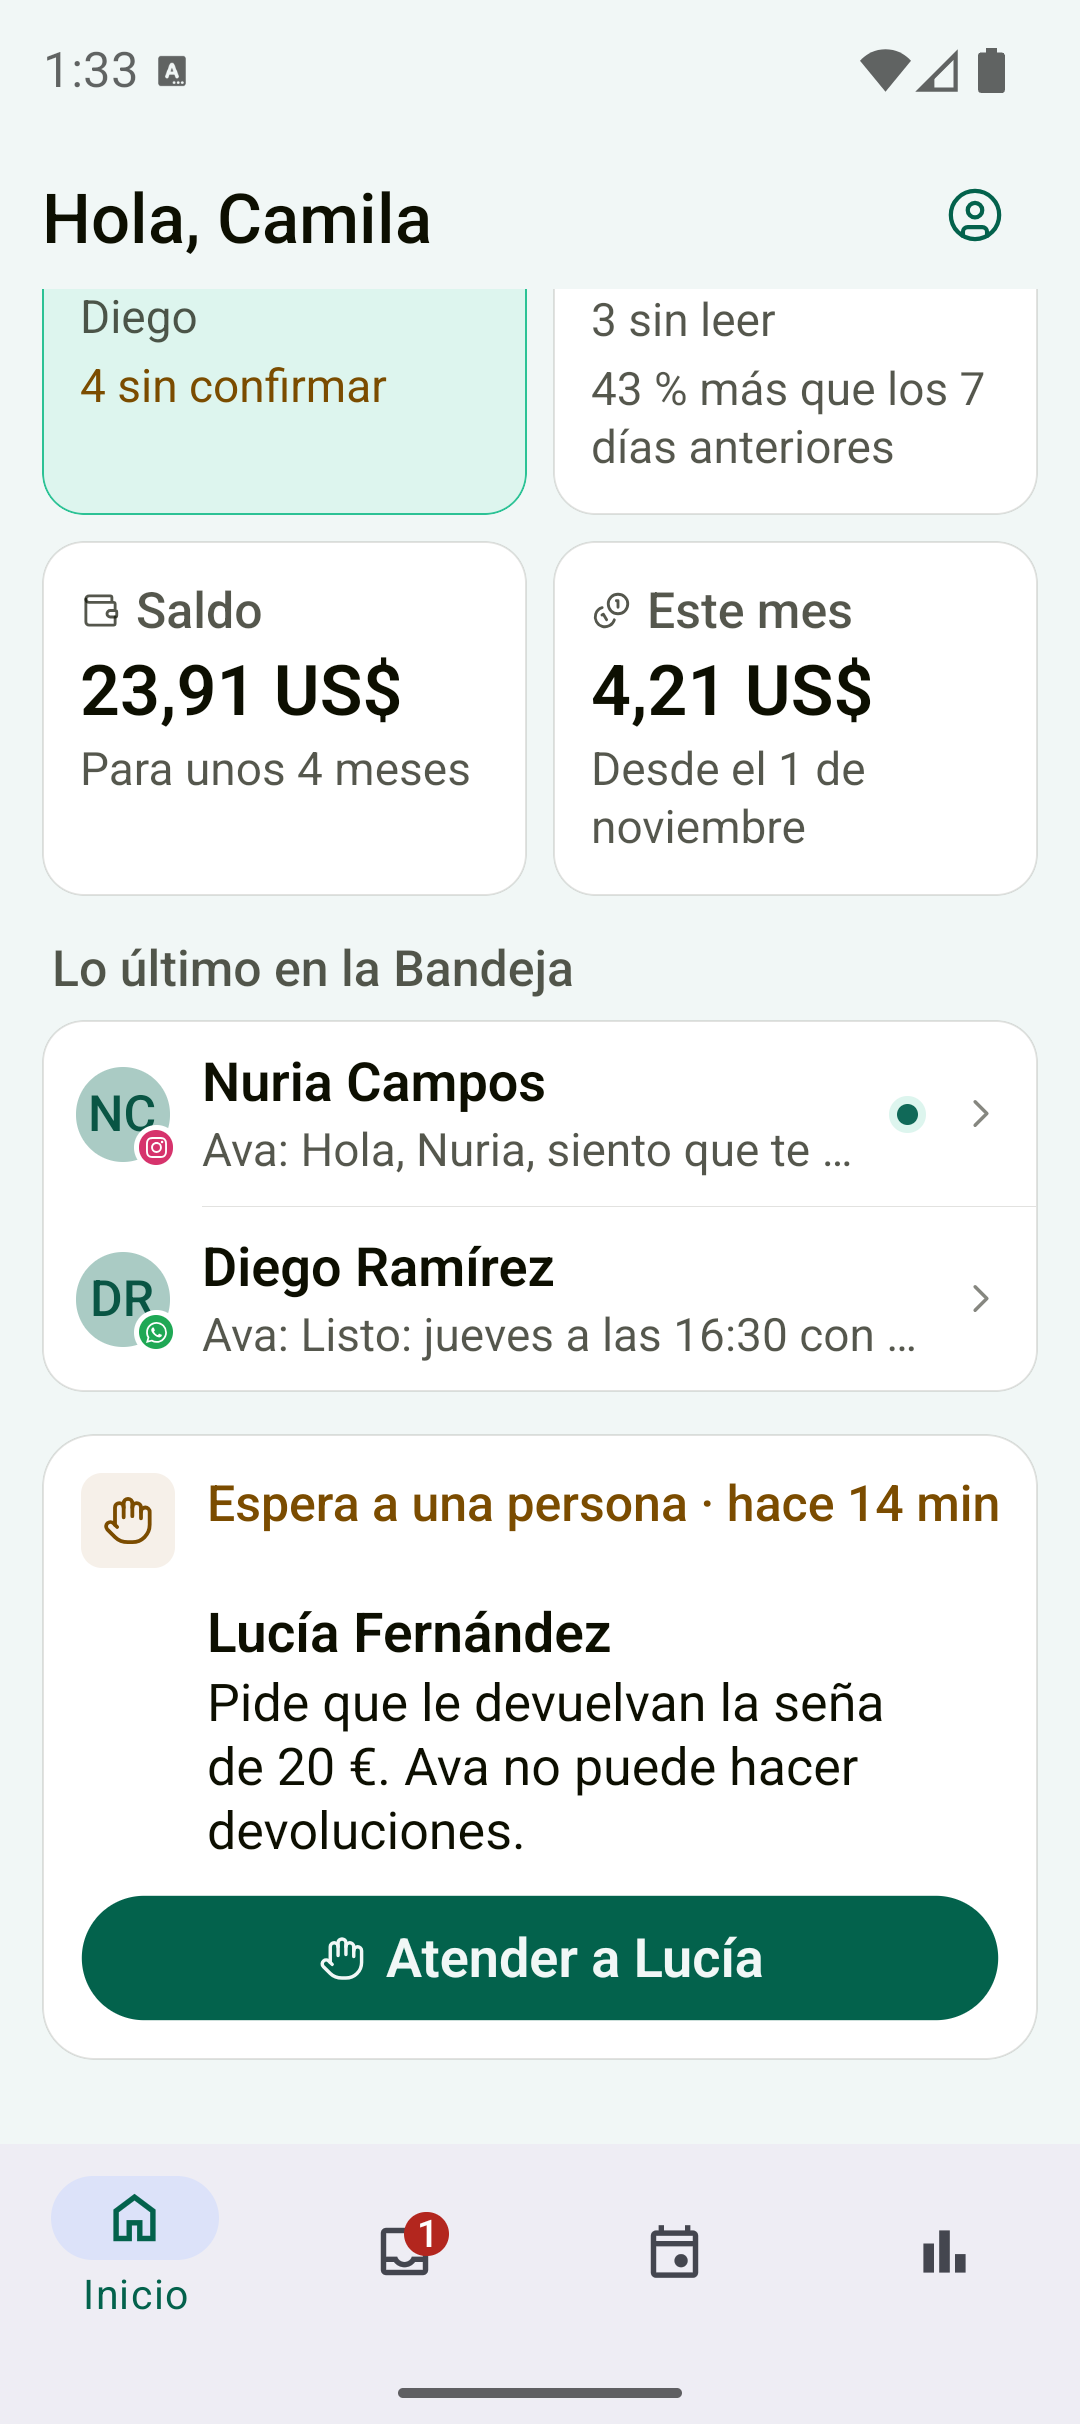 1:33
Hola, Camila
Diego
4 sin confirmar
3 sin leer
43 % más que los 7
días anteriores
Saldo
23,91 US$
Para unos 4 meses
Este mes
4,21 US$
Desde el 1 de
noviembre
Lo último en la Bandeja
NC
Nuria Campos
Ava: Hola, Nuria, siento que te …
DR
Diego Ramírez
Ava: Listo: jueves a las 16:30 con …
Espera a una persona · hace 14 min
Lucía Fernández
Pide que le devuelvan la seña
de 20 €. Ava no puede hacer
devoluciones.
Atender a Lucía
1
Inicio